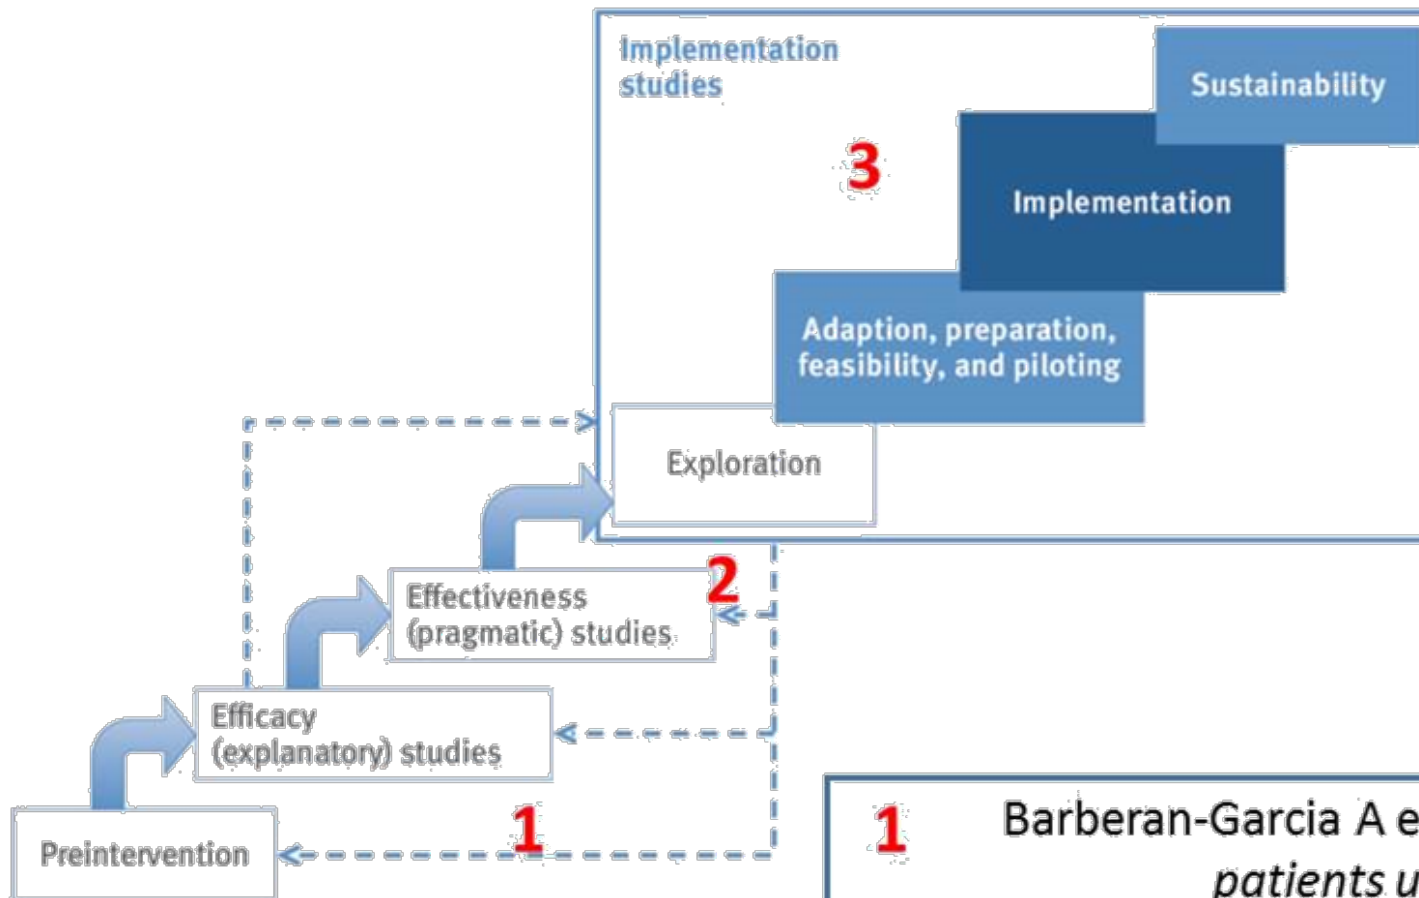 Implementation
studies
Sustainability
3
Implementation
Adaption, preparation,
feasibility, and piloting
Exploration
2
Effectiveness
(pragmatic) studies
Efficacy
(explanatory) studies
1
Preintervention
1
Barberan-Garcia A e
patients u